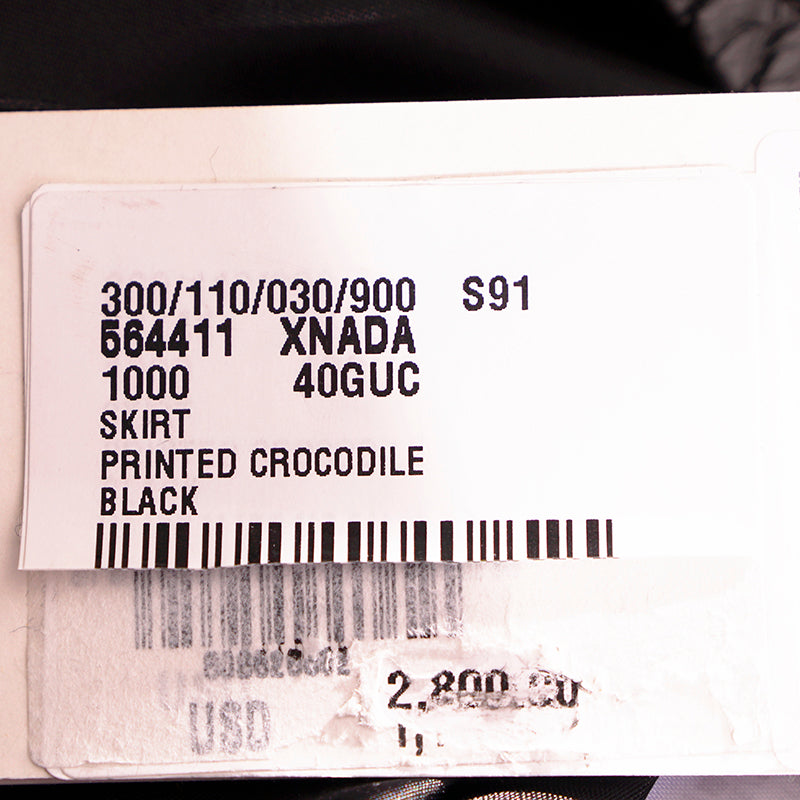 300/110/030/900 S91
564411 XNADA
1000 40GUC
SKIRT
PRINTED CROCODILE
BLACK
USD